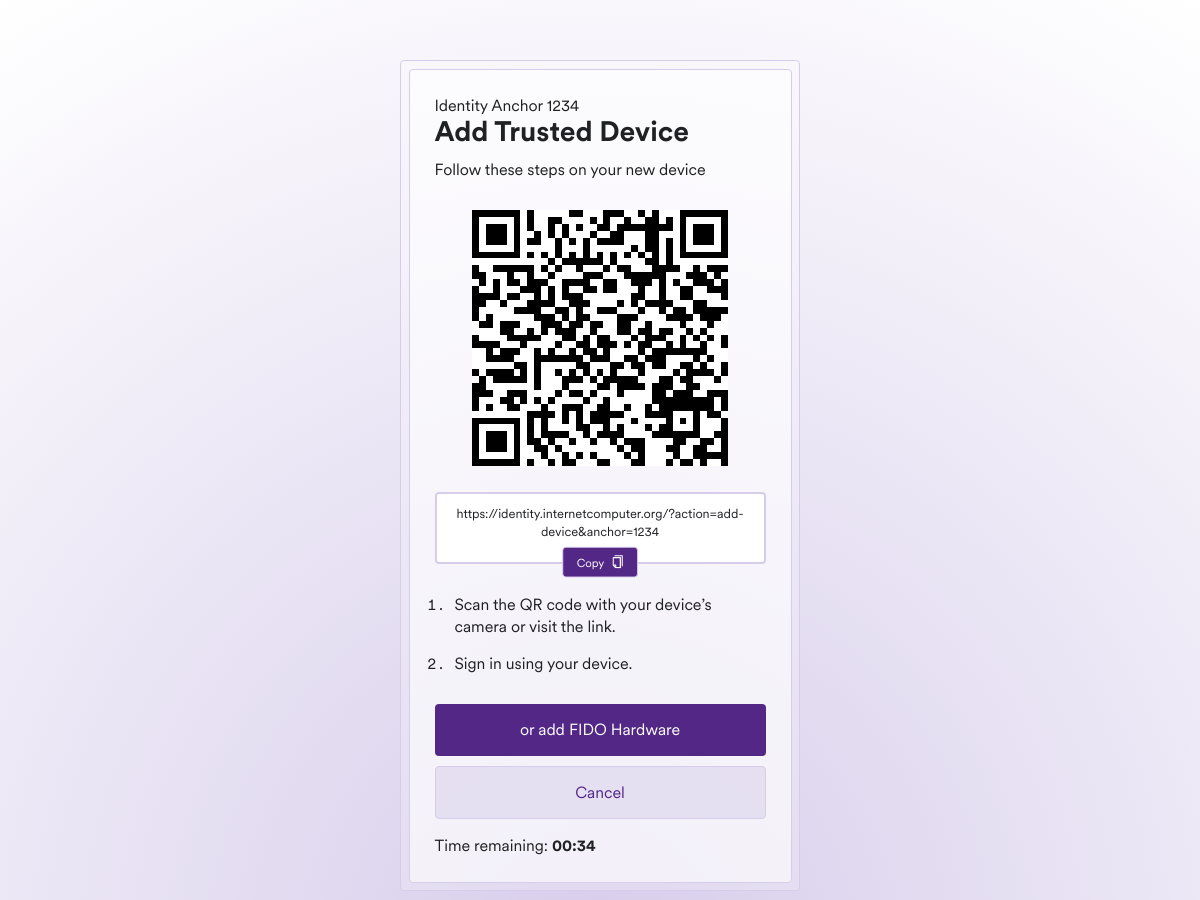 Identity Anchor 1234
Add Trusted Device
Follow these steps on your new device
https://identity.internetcomputer.org/?action=add-
device&anchor=1234
Copy
1. Scan the QR code with your device’s
camera or visit the link.
2. Sign in using your device.
or add FIDO Hardware
Cancel
Time remaining: 00:34